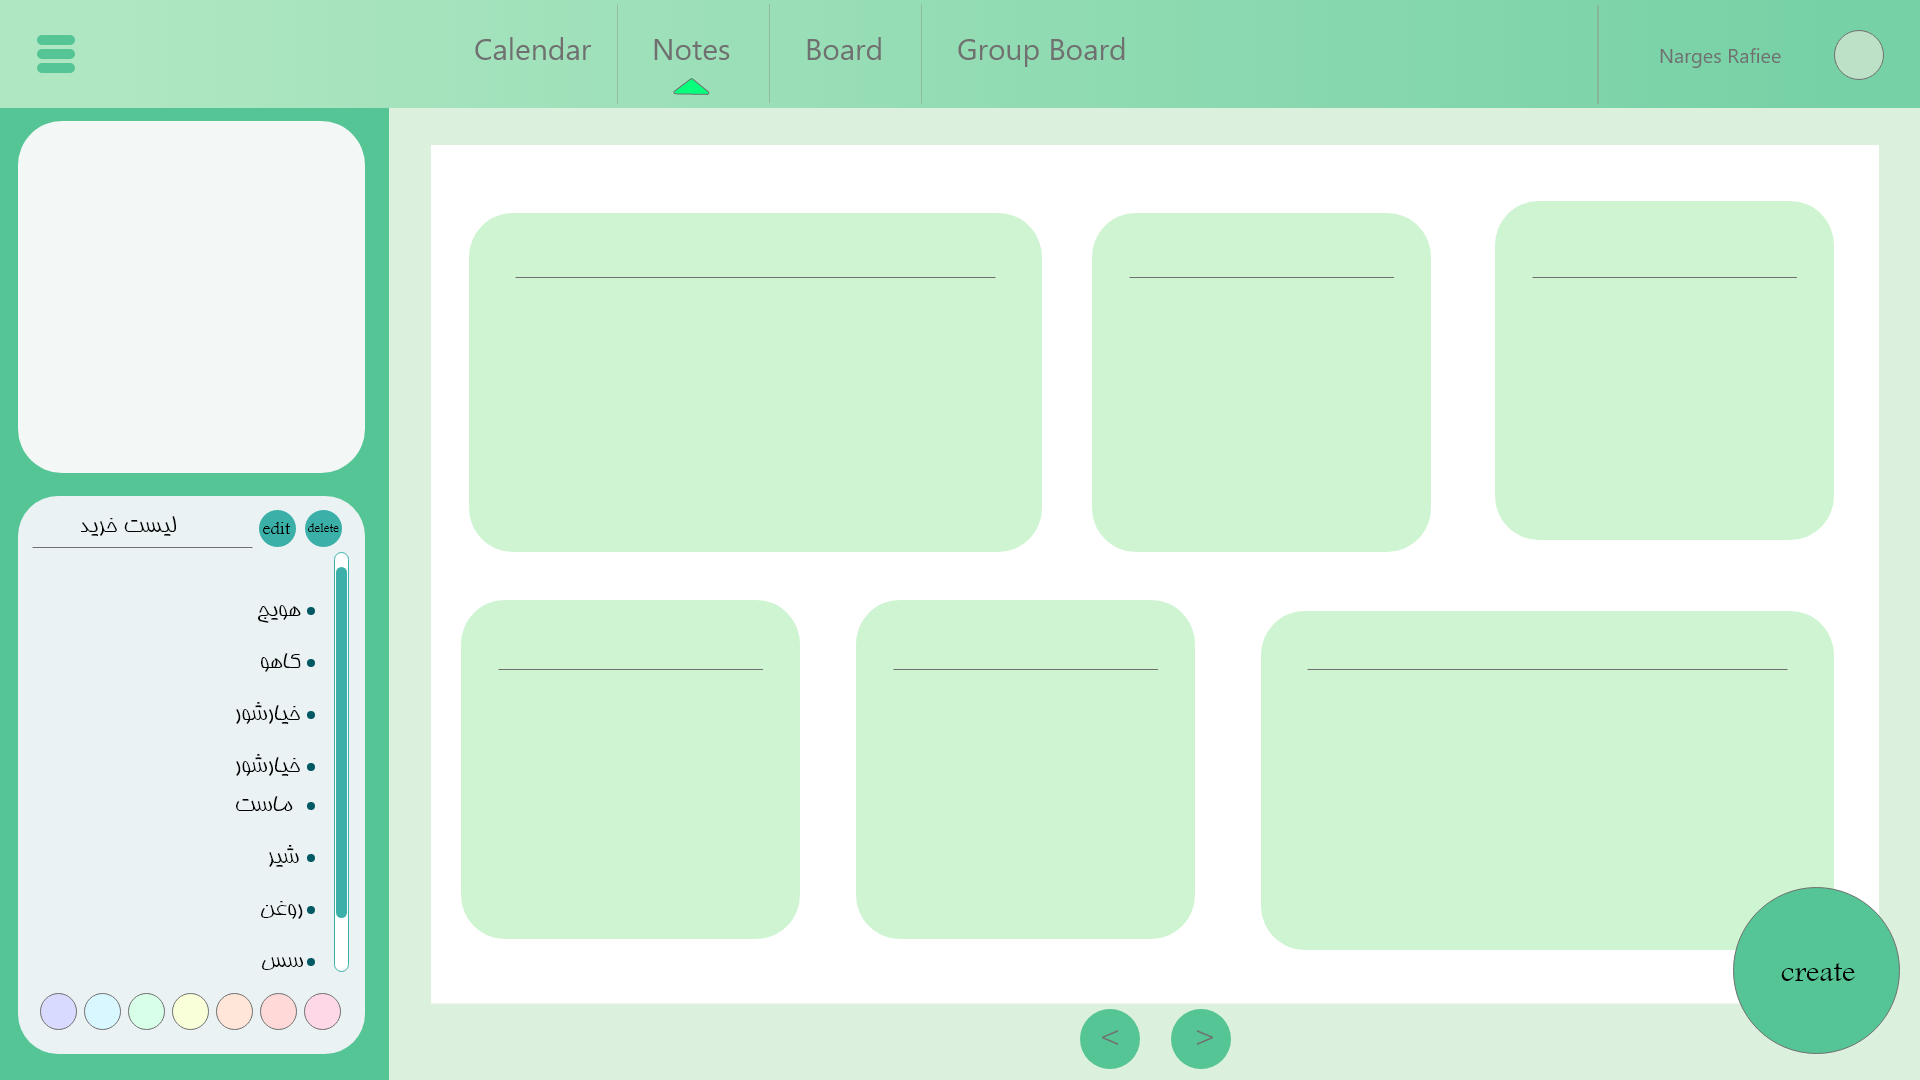 Calendar
Notes
Board
Group Board
Narges Rafiee
لیست خرید
edit
delete
هویج
کاهو
خیارشور
خیارشور
ماست
شیر
روغن
سس
create
<
>